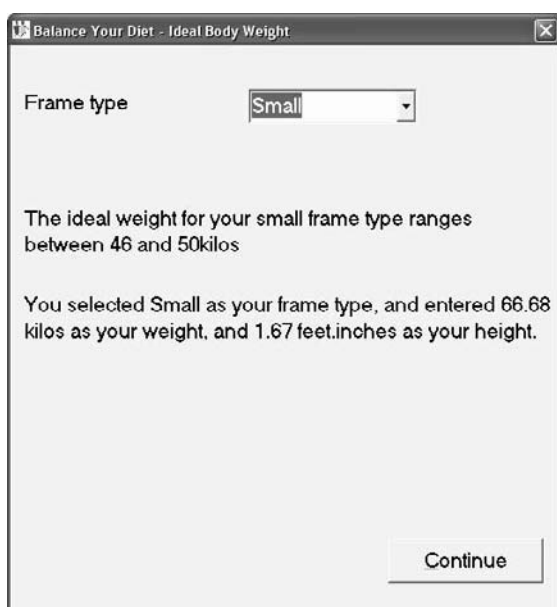 Balance Your Diet - Ideal Body Weight
Frame type Small
The ideal weight for your small frame type ranges
between 46 and 50kilos
You selected Small as your frame type, and entered 66.68
kilos as your weight, and 1.67 feet.inches as your height.
Continue